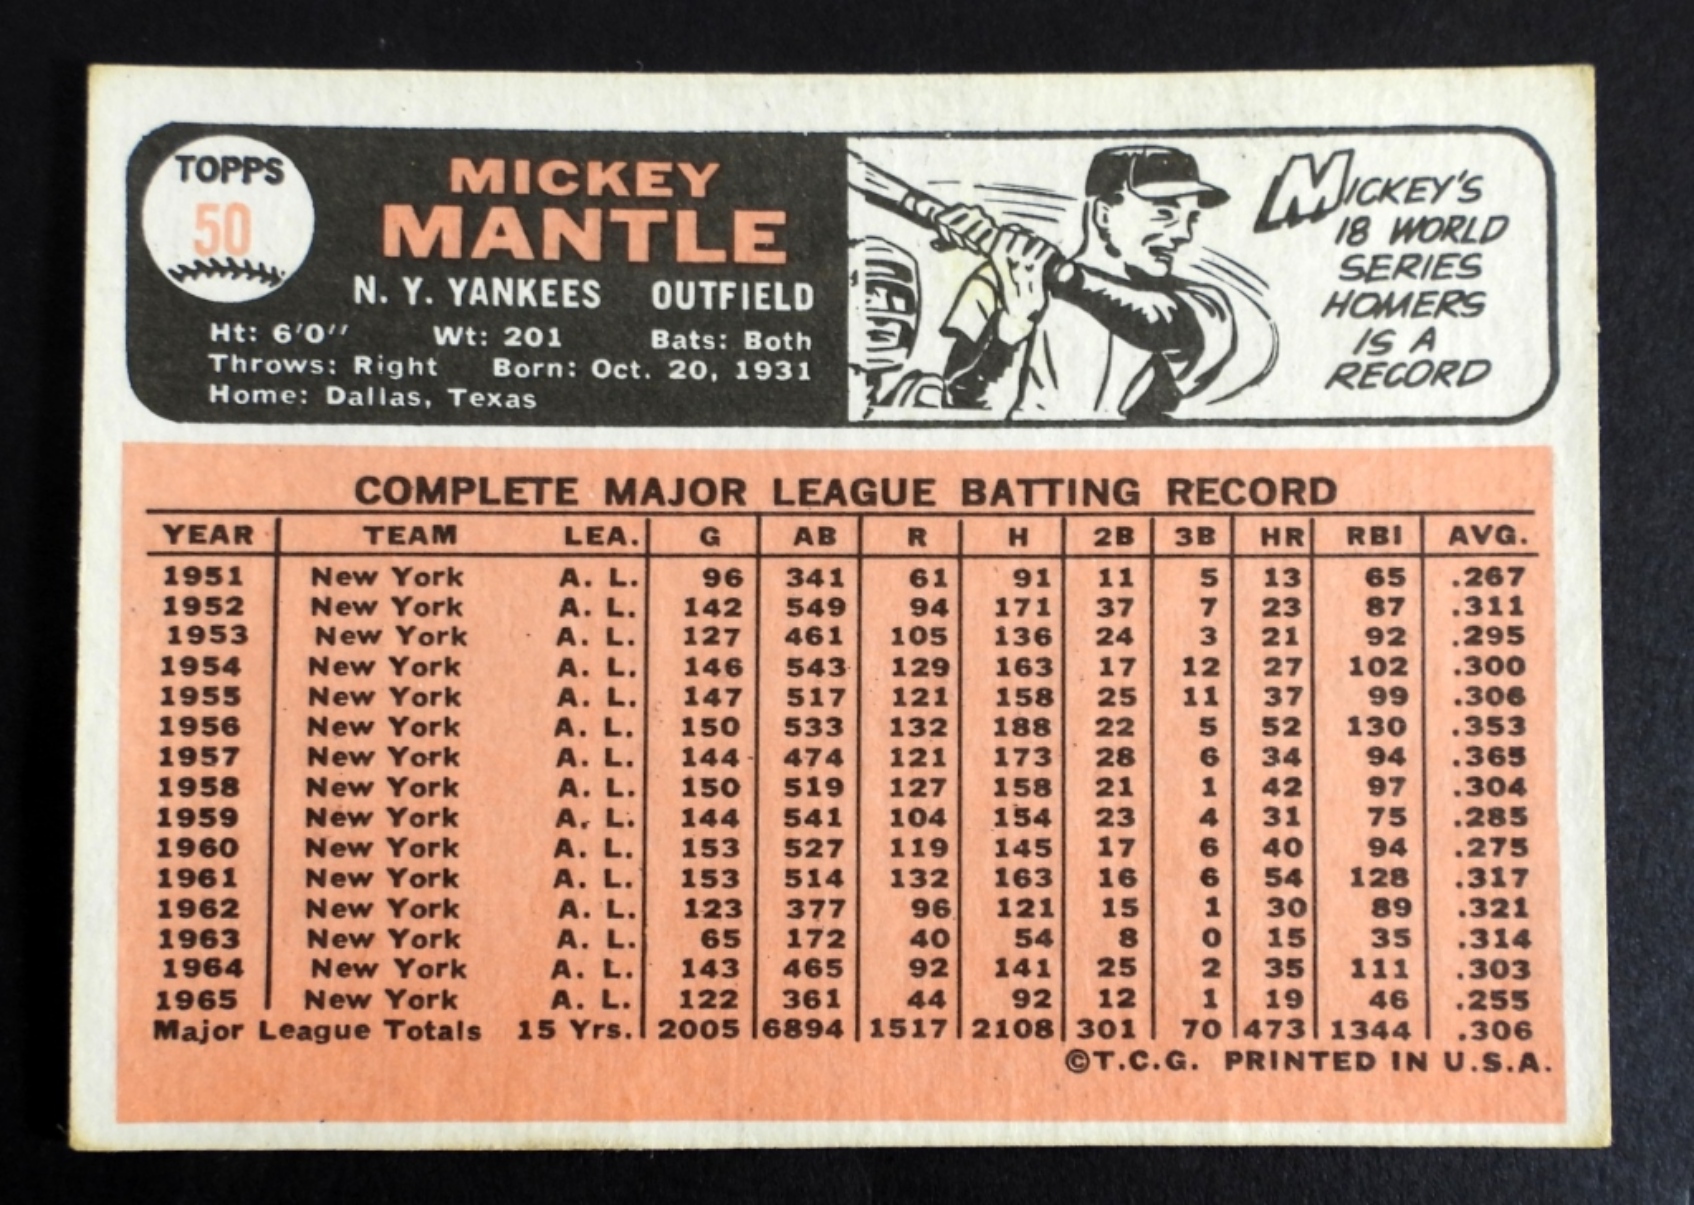 TOPPS
50
MICKEY
MANTLE
N. Y. YANKEES OUTFIELD
Ht: 6'0'' Wt: 201 Bats: Both
Throws: Right Born: Oct. 20, 1931
Home: Dallas, Texas
MICKEY'S
18 WORLD
SERIES
HOMERS
IS A
RECORD
COMPLETE MAJOR LEAGUE BATTING RECORD
YEAR TEAM LEA. G AB R H 2B 3B HR RBI AVG.
1951 New York A. L. 96 341 61 91 11 5 13 65 .267
1952 New York A. L. 142 549 94 171 37 7 23 87 .311
1953 New York A. L. 127 461 105 136 24 3 21 92 .295
1954 New York A. L. 146 543 129 163 17 12 27 102 .300
1955 New York A. L. 147 517 121 158 25 11 37 99 .306
1956 New York A. L. 150 533 132 188 22 5 52 130 .353
1957 New York A. L. 144 474 121 173 28 6 34 94 .365
1958 New York A. L. 150 519 127 158 21 1 42 97 .304
1959 New York A. L. 144 541 104 154 23 4 31 75 .285
1960 New York A. L. 153 527 119 145 17 6 40 94 .275
1961 New York A. L. 153 514 132 163 16 6 54 128 .317
1962 New York A. L. 123 377 96 121 15 1 30 89 .321
1963 New York A. L. 65 172 40 54 8 0 15 35 .314
1964 New York A. L. 143 465 92 141 25 2 35 111 .303
1965 New York A. L. 122 361 44 92 12 1 19 46 .255
Major League Totals 15 Yrs. 2005 6894 1517 2108 301 70 473 1344 .306
©T.C.G. PRINTED IN U.S.A.